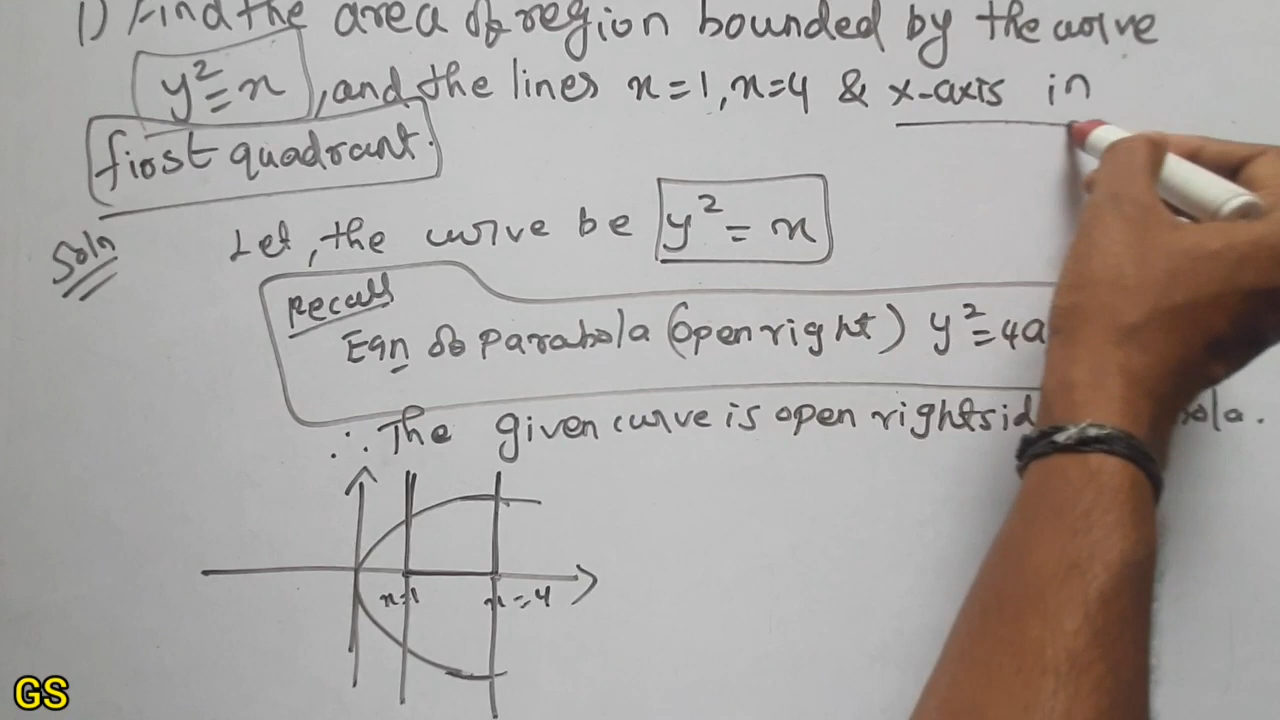 1) Find the area of region bounded by the curve
y² = x , and the lines x = 1, x = 4 & x-axis in
first quadrant.
Soln
Let, the curve be y² = x
Recall
Eqn of parabola (open right) y² = 4a
∴ The given curve is open right sid
x=1
x=4
GS